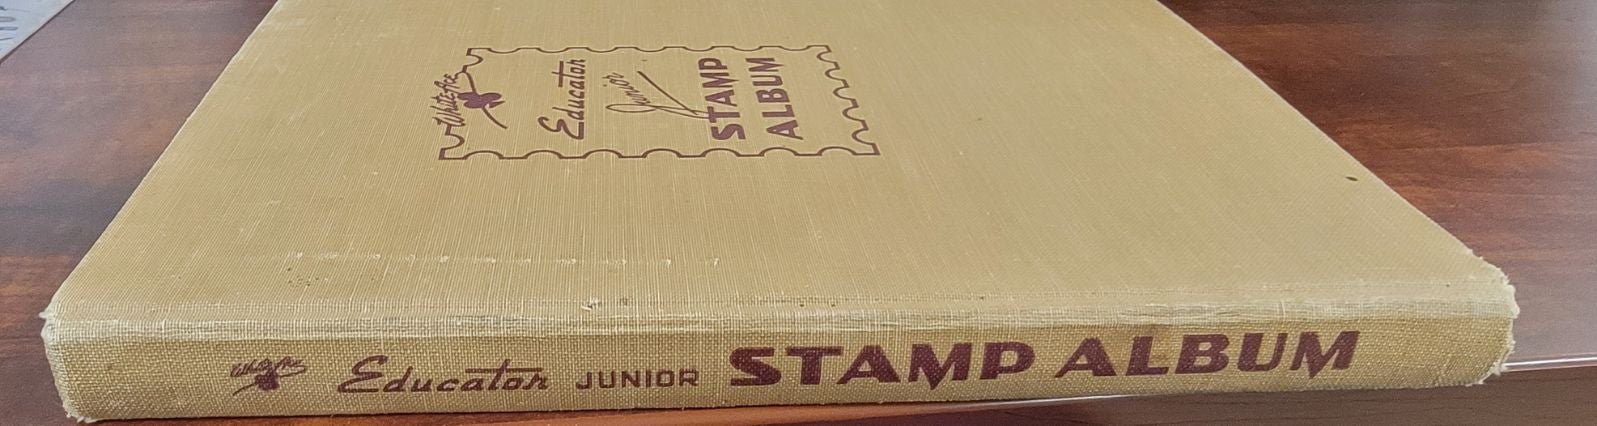 White Ace
Educator
Junior
STAMP
ALBUM
White Ace Educator JUNIOR STAMP ALBUM